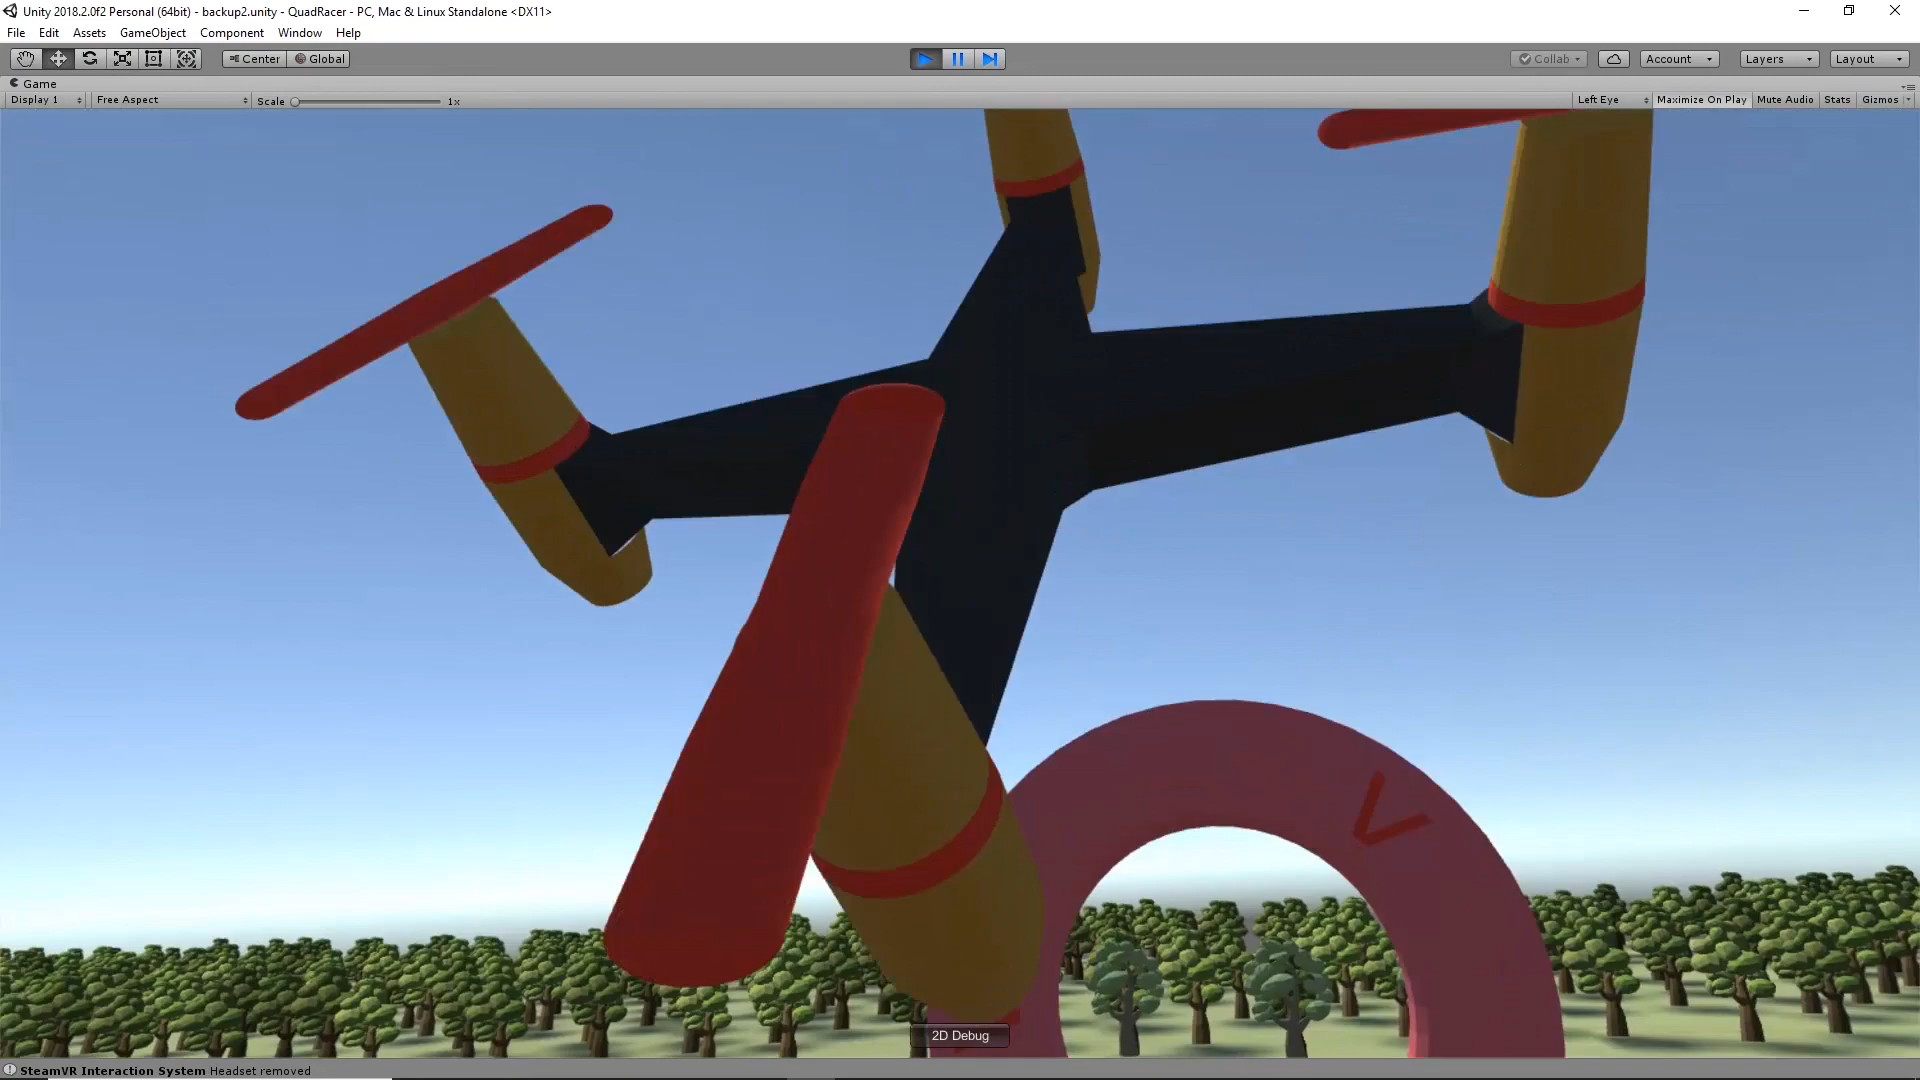 Unity 2018.2.0f2 Personal (64bit) - backup2.unity - QuadRacer - PC, Mac & Linux Standalone <DX11>
File Edit Assets GameObject Component Window Help
Center Global Collab Account Layers Layout
Game
Display 1 Free Aspect Scale 1x Left Eye Maximize On Play Mute Audio Stats Gizmos
V
2D Debug
SteamVR Interaction System Headset removed